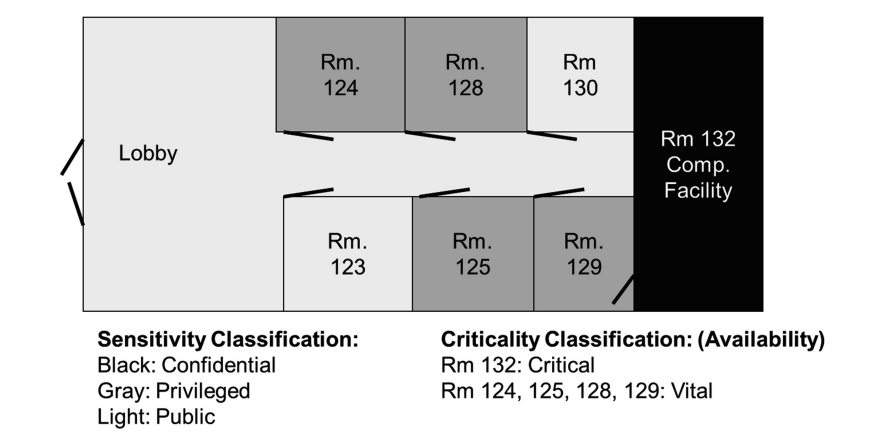 Rm.
124
Rm.
128
Rm
130
Lobby
Rm 132
Comp.
Facility
Rm.
123
Rm.
125
Rm.
129
Sensitivity Classification:
Black: Confidential
Gray: Privileged
Light: Public
Criticality Classification: (Availability)
Rm 132: Critical
Rm 124, 125, 128, 129: Vital